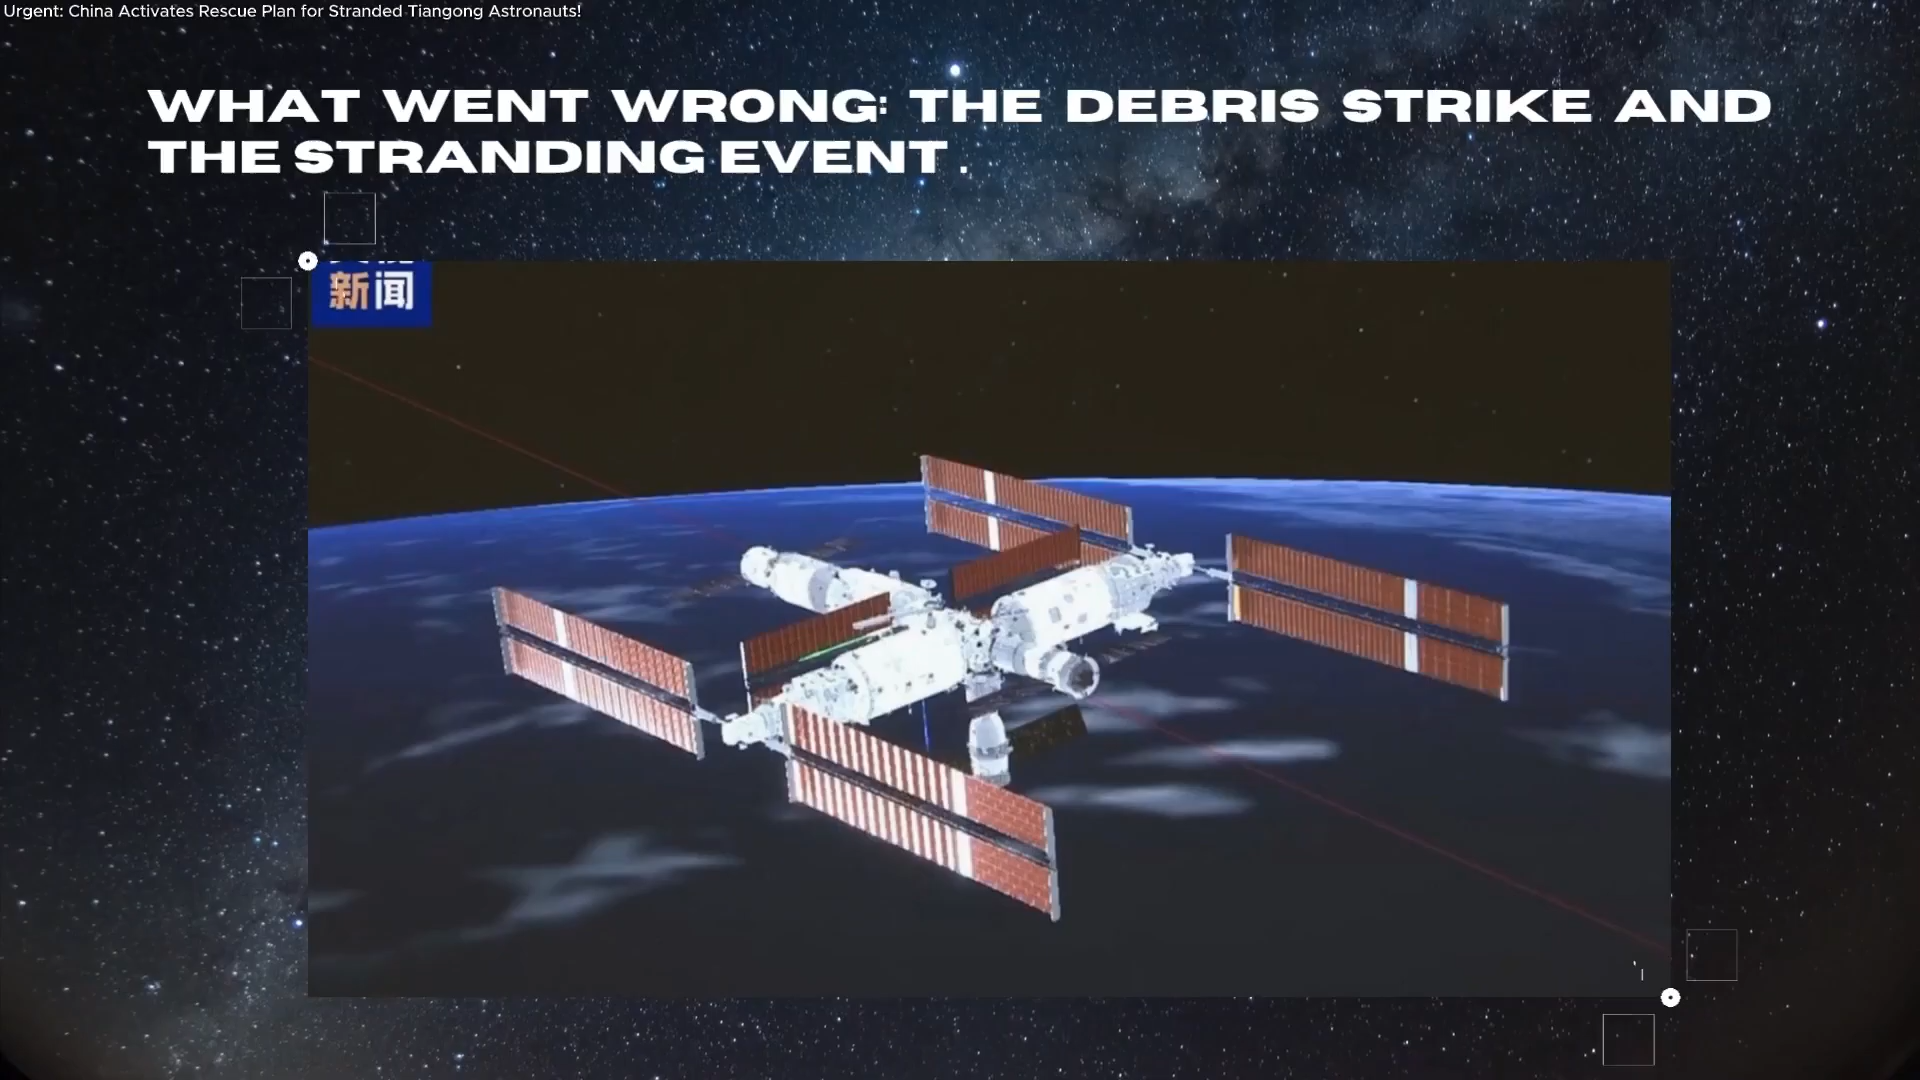 Urgent: China Activates Rescue Plan for Stranded Tiangong Astronauts!
WHAT WENT WRONG: THE DEBRIS STRIKE AND
THE STRANDING EVENT .
新闻